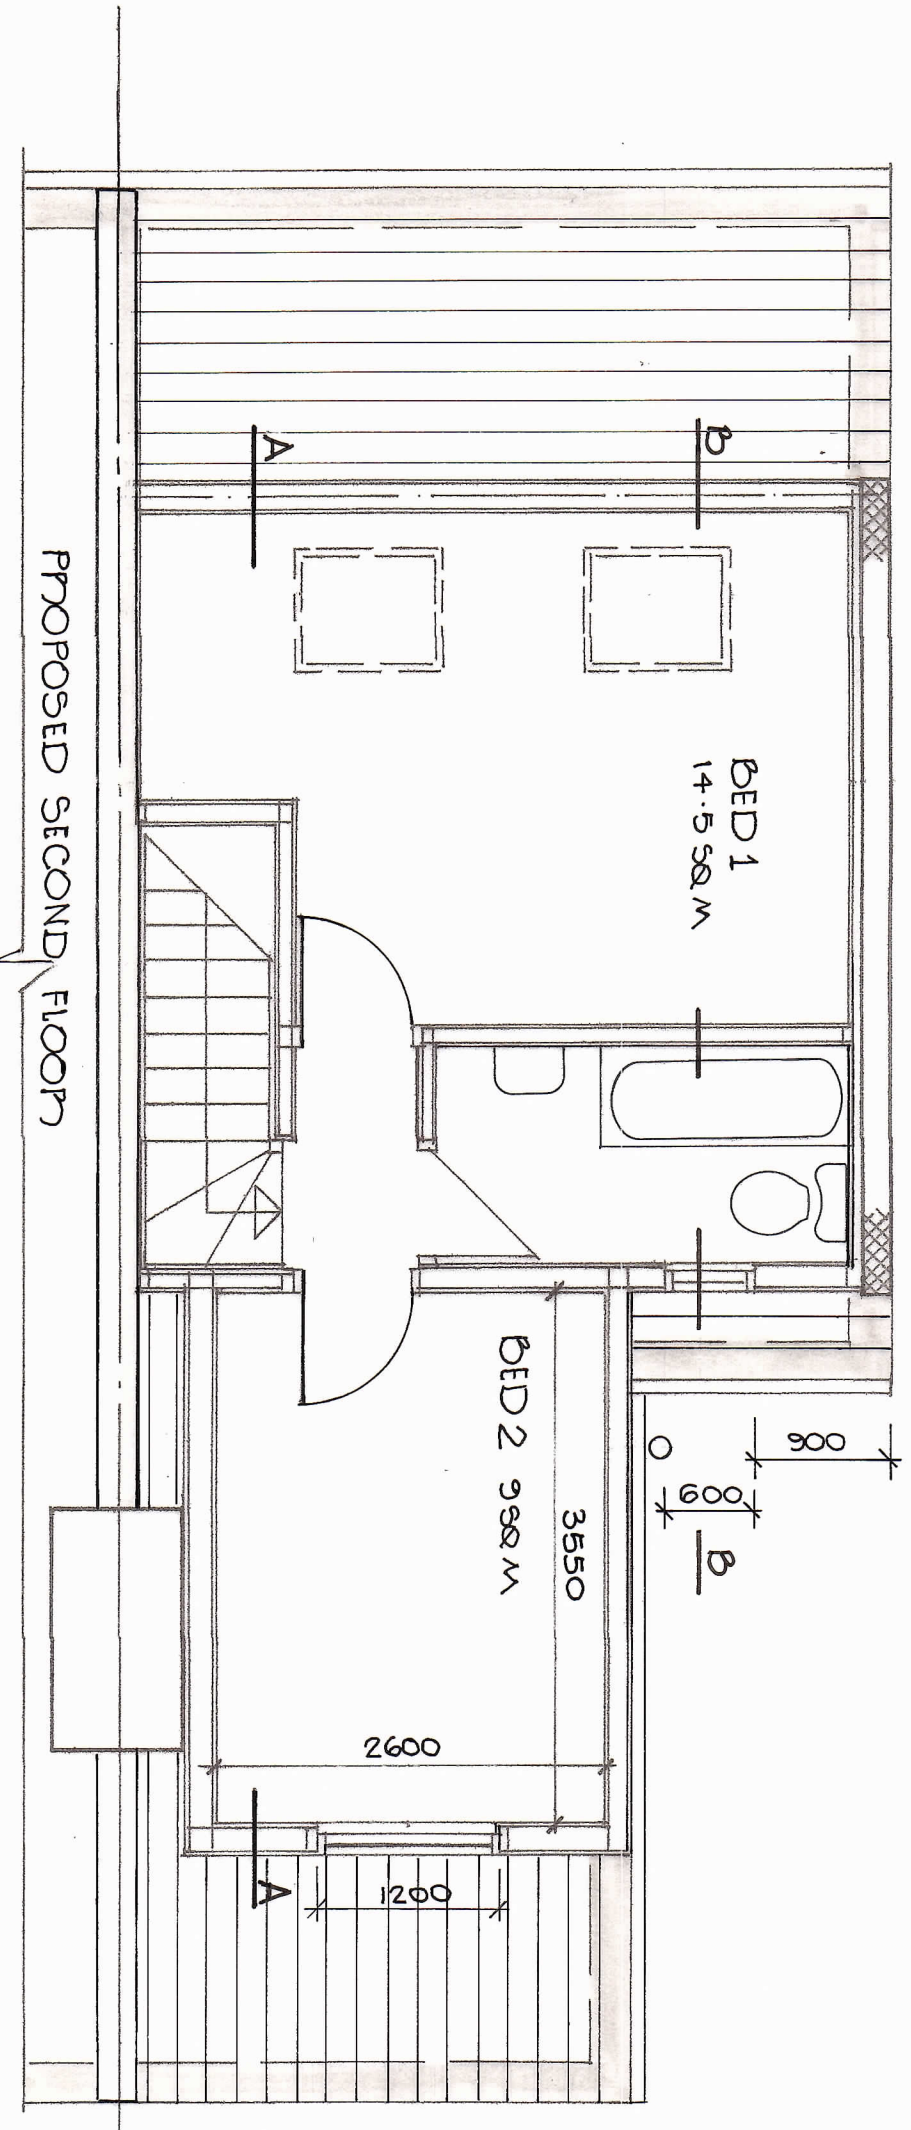 B
BED 1
14.5 SQ M
A
900
600
O
B
BED 2 9 SQ M
3550
2600
1200
A
PROPOSED SECOND FLOOR